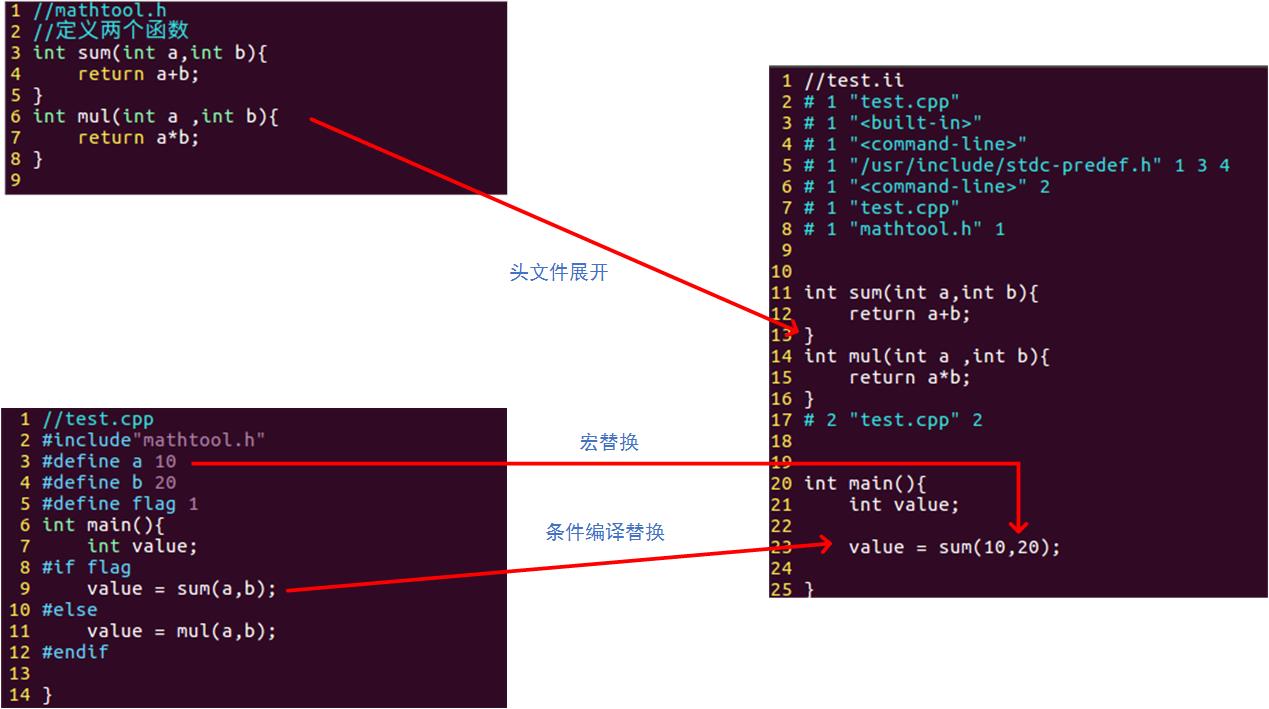 1 //mathtool.h
2 //定义两个函数
3 int sum(int a,int b){
4     return a+b;
5 }
6 int mul(int a ,int b){
7     return a*b;
8 }
9
头文件展开
1 //test.cpp
2 #include"mathtool.h"
3 #define a 10
4 #define b 20
5 #define flag 1
6 int main(){
7     int value;
8 #if flag
9     value = sum(a,b);
10 #else
11     value = mul(a,b);
12 #endif
13
14 }
宏替换
条件编译替换
1 //test.ii
2 # 1 "test.cpp"
3 # 1 "<built-in>"
4 # 1 "<command-line>"
5 # 1 "/usr/include/stdc-predef.h" 1 3 4
6 # 1 "<command-line>" 2
7 # 1 "test.cpp"
8 # 1 "mathtool.h" 1
9
10
11 int sum(int a,int b){
12     return a+b;
13 }
14 int mul(int a ,int b){
15     return a*b;
16 }
17 # 2 "test.cpp" 2
18
19
20 int main(){
21     int value;
22
23     value = sum(10,20);
24
25 }